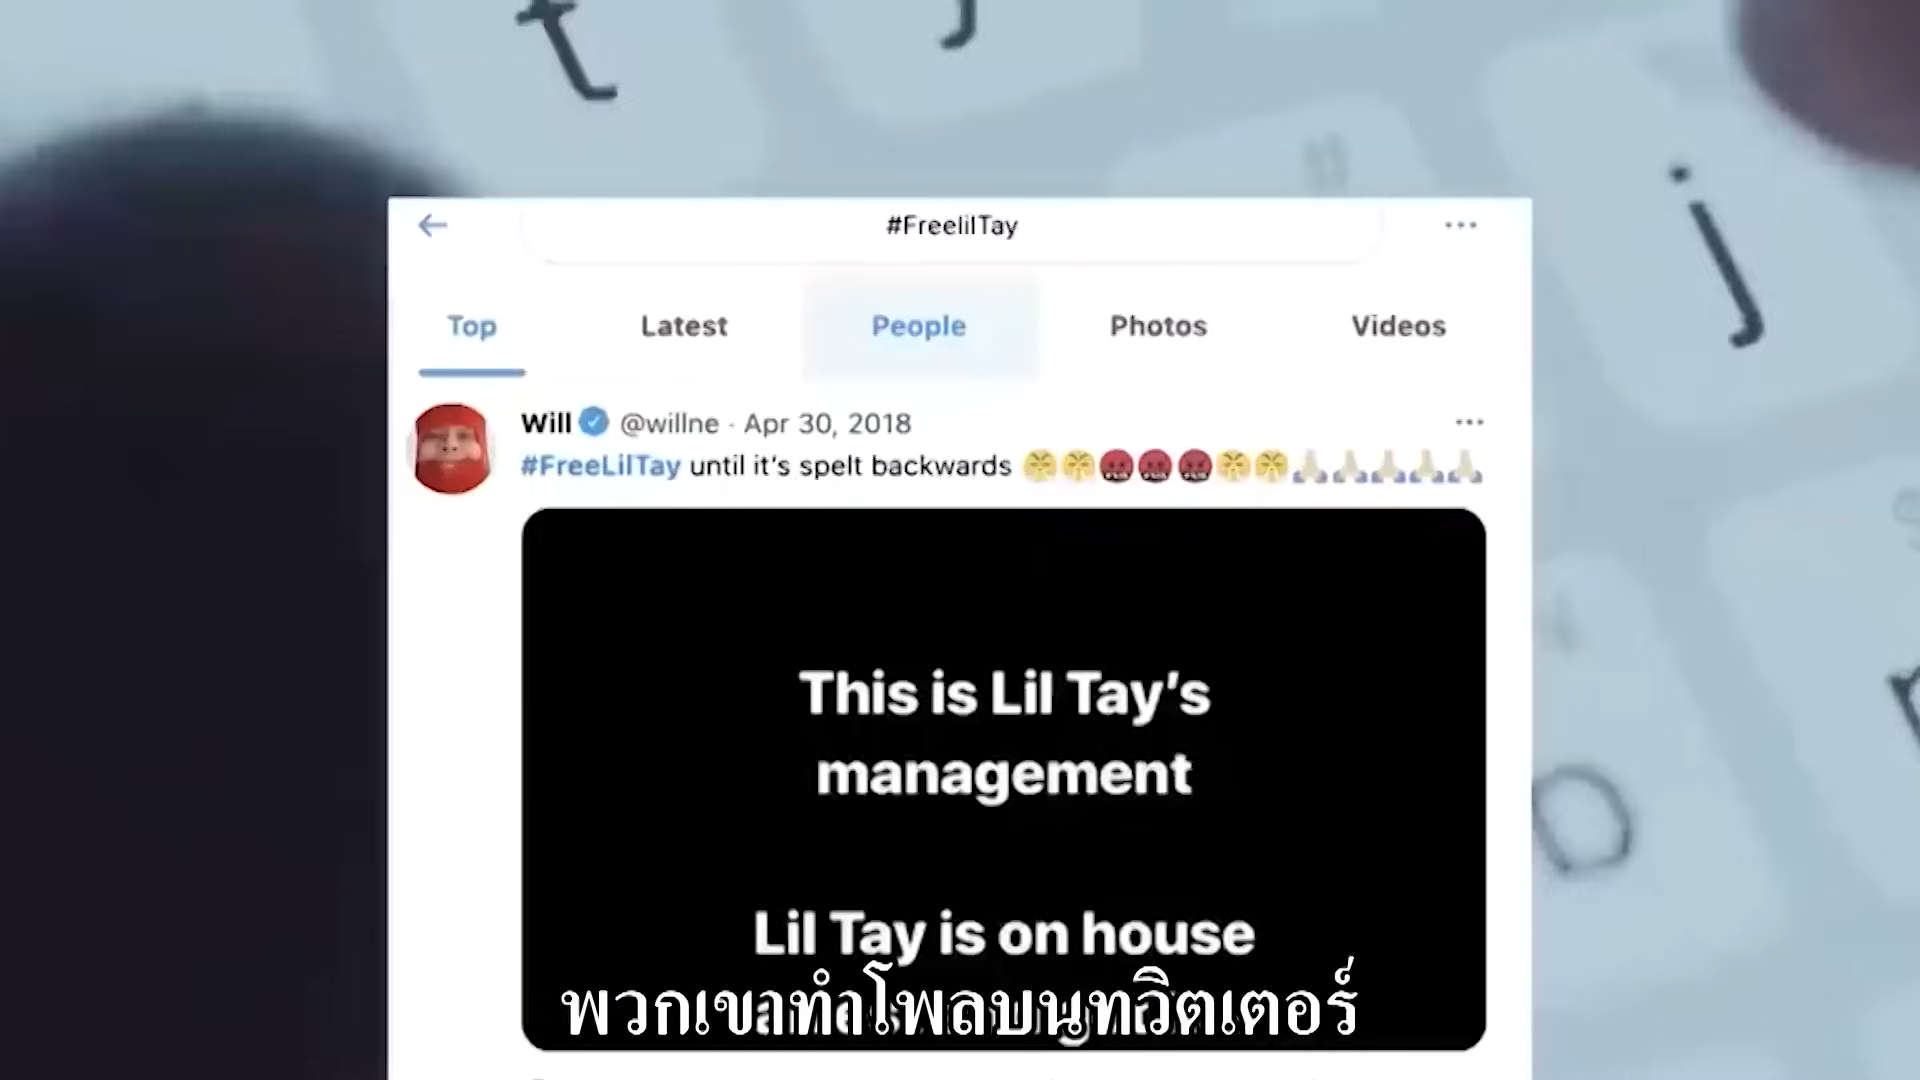 t
j
j
#FreelilTay
Top Latest People Photos Videos
Will @willne · Apr 30, 2018
#FreeLilTay until it's spelt backwards 😤😤🤬🤬🤬😤😤🙏🏻🙏🏻🙏🏻🙏🏻🙏🏻
This is Lil Tay's
management
Lil Tay is on house
พวกเขาทำโพลบนทวิตเตอร์